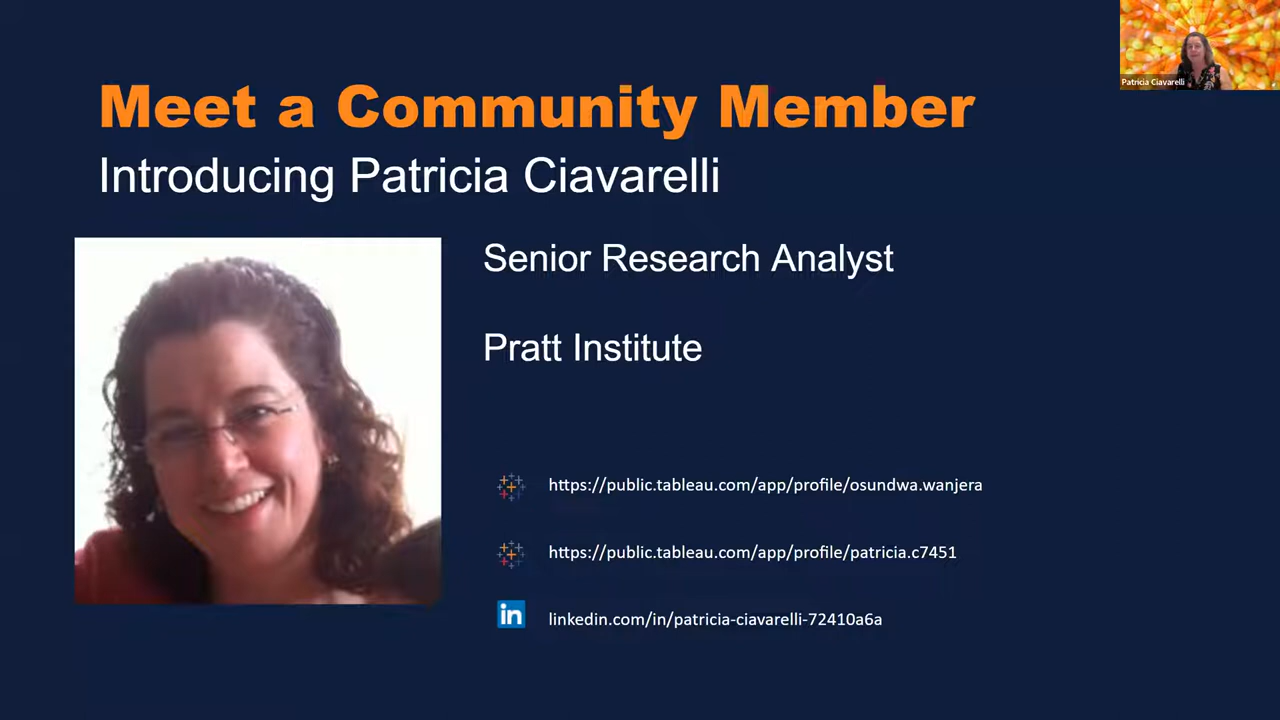 Meet a Community Member
Introducing Patricia Ciavarelli
Patricia Ciavarelli
Senior Research Analyst
Pratt Institute
https://public.tableau.com/app/profile/osundwa.wanjera
https://public.tableau.com/app/profile/patricia.c7451
in linkedin.com/in/patricia-ciavarelli-72410a6a